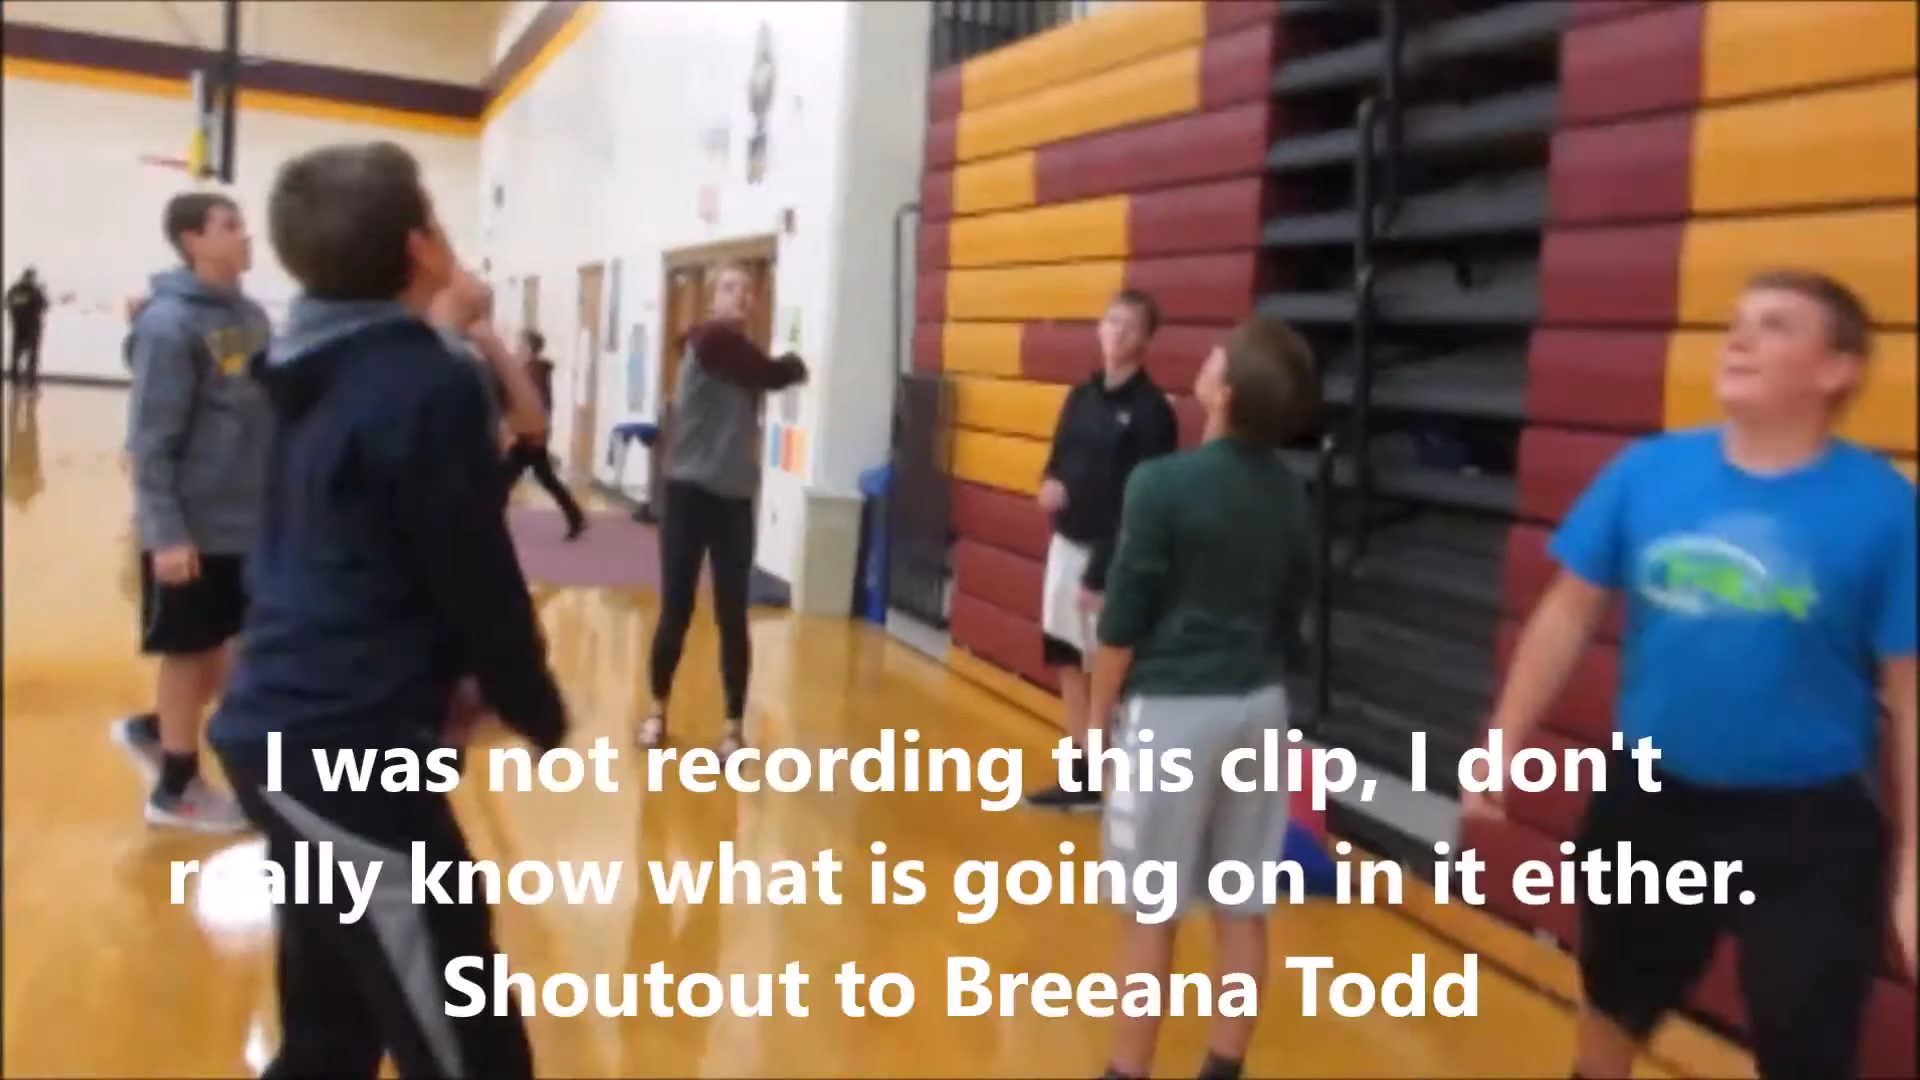 I was not recording this clip, I don't
really know what is going on in it either.
Shoutout to Breeana Todd